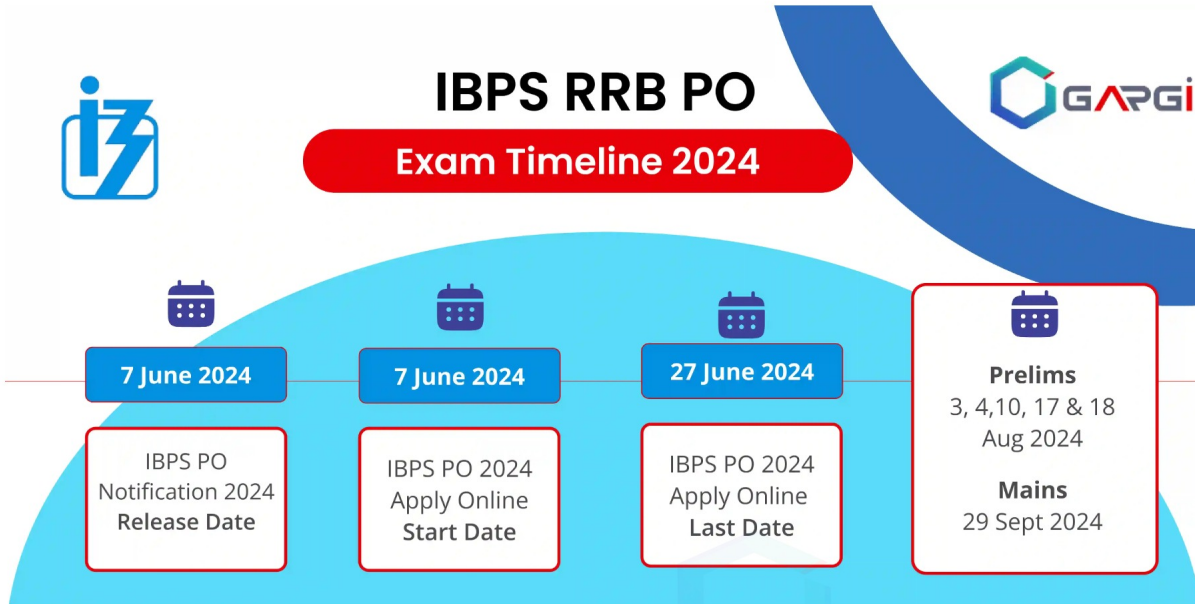 IBPS RRB PO
GARGI
Exam Timeline 2024
7 June 2024
IBPS PO
Notification 2024
Release Date
7 June 2024
IBPS PO 2024
Apply Online
Start Date
27 June 2024
IBPS PO 2024
Apply Online
Last Date
Prelims
3, 4,10, 17 & 18
Aug 2024
Mains
29 Sept 2024